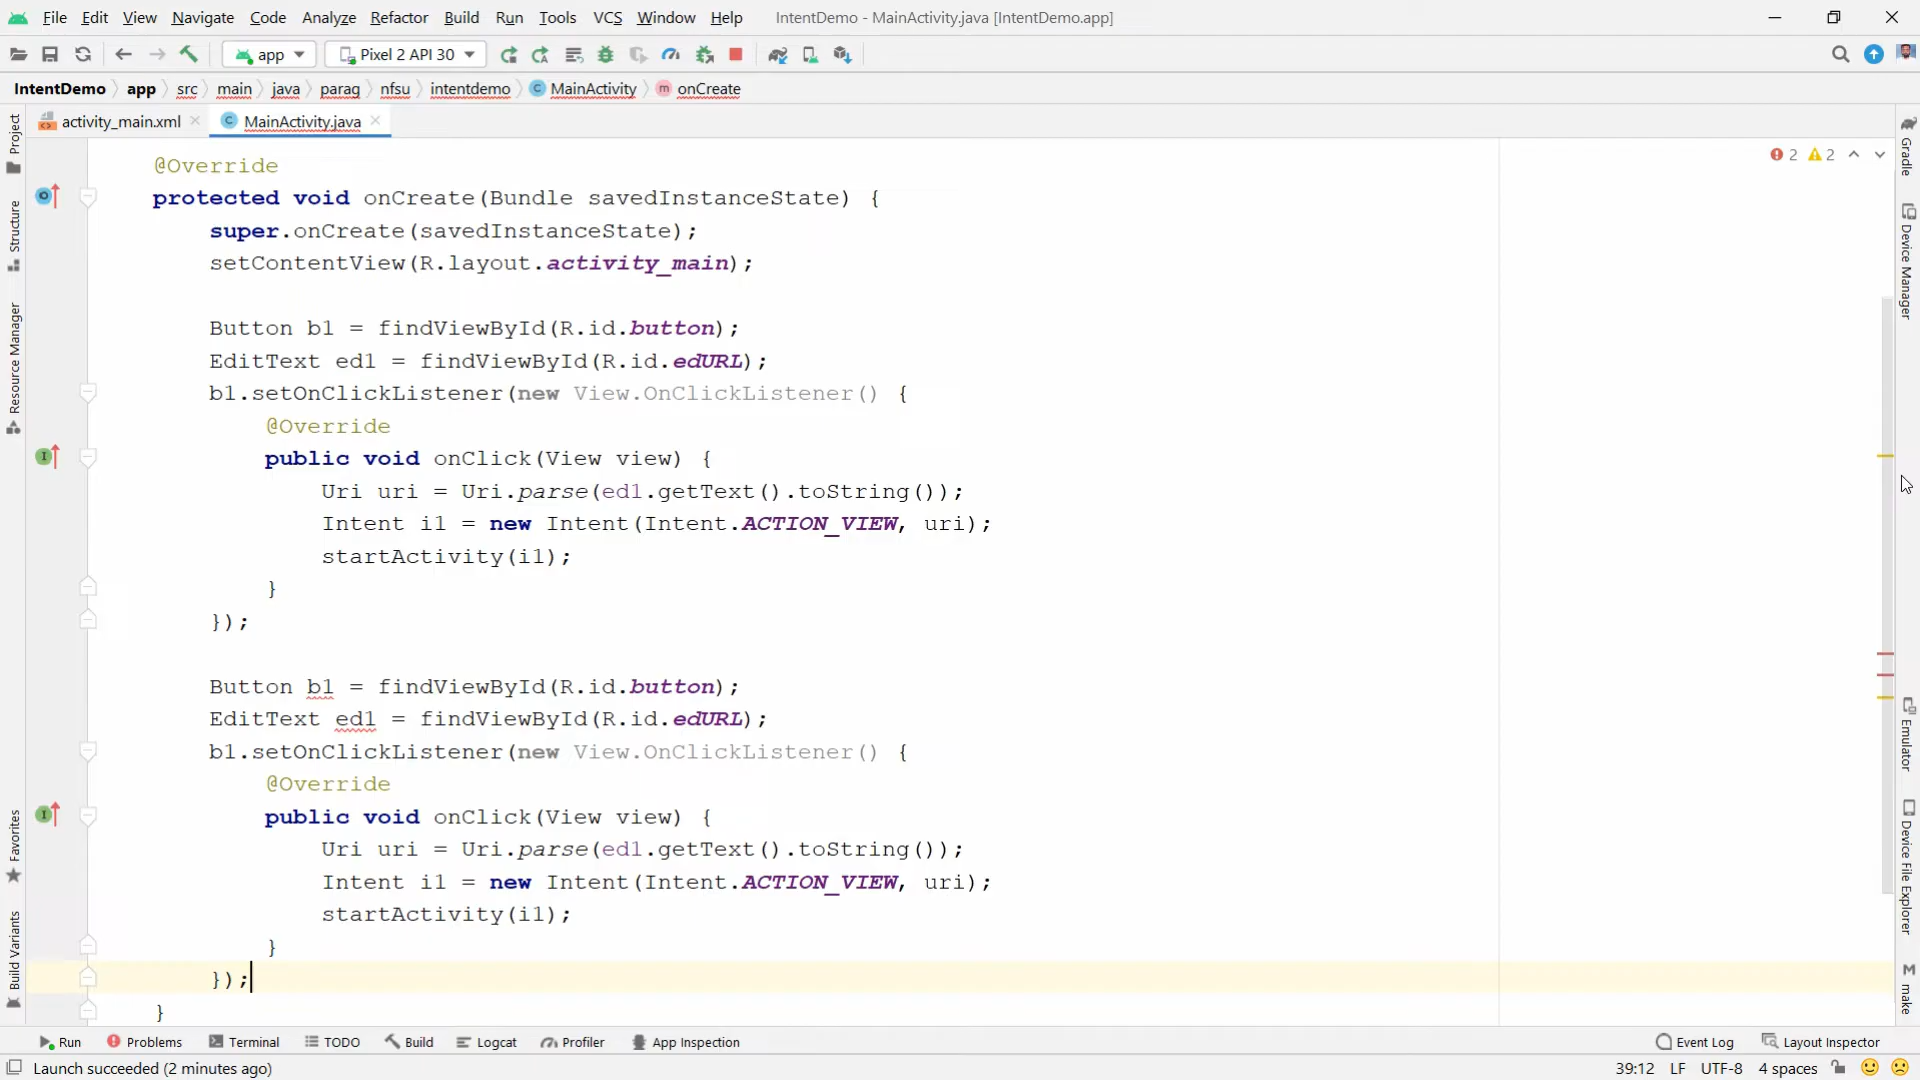 File Edit View Navigate Code Analyze Refactor Build Run Tools VCS Window Help IntentDemo - MainActivity.java [IntentDemo.app]
app Pixel 2 API 30
IntentDemo app src main java parag nfsu intentdemo C MainActivity m onCreate
activity_main.xml C MainActivity.java
2 2
@Override
protected void onCreate(Bundle savedInstanceState) {
super.onCreate(savedInstanceState);
setContentView(R.layout.activity_main);
Button b1 = findViewById(R.id.button);
EditText ed1 = findViewById(R.id.edURL);
b1.setOnClickListener(new View.OnClickListener() {
@Override
public void onClick(View view) {
Uri uri = Uri.parse(ed1.getText().toString());
Intent i1 = new Intent(Intent.ACTION_VIEW, uri);
startActivity(i1);
}
});
Button b1 = findViewById(R.id.button);
EditText ed1 = findViewById(R.id.edURL);
b1.setOnClickListener(new View.OnClickListener() {
@Override
public void onClick(View view) {
Uri uri = Uri.parse(ed1.getText().toString());
Intent i1 = new Intent(Intent.ACTION_VIEW, uri);
startActivity(i1);
}
});
}
Project
Structure
Resource Manager
Favorites
Build Variants
Gradle
Device Manager
Emulator
Device File Explorer
M make
Run Problems Terminal TODO Build Logcat Profiler App Inspection Event Log Layout Inspector
Launch succeeded (2 minutes ago) 39:12 LF UTF-8 4 spaces